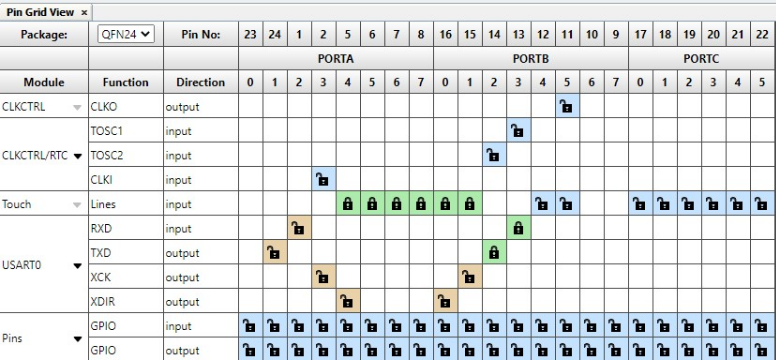 Pin Grid View ×
Package: QFN24 Pin No: 23 24 1 2 5 6 7 8 16 15 14 13 12 11 10 9 17 18 19 20 21 22
PORTA PORTB PORTC
Module Function Direction 0 1 2 3 4 5 6 7 0 1 2 3 4 5 6 7 0 1 2 3 4 5
CLKCTRL CLKO output
TOSC1 input
CLKCTRL/RTC TOSC2 input
CLKI input
Touch Lines input
RXD input
TXD output
USART0
XCK output
XDIR output
GPIO input
Pins
GPIO output